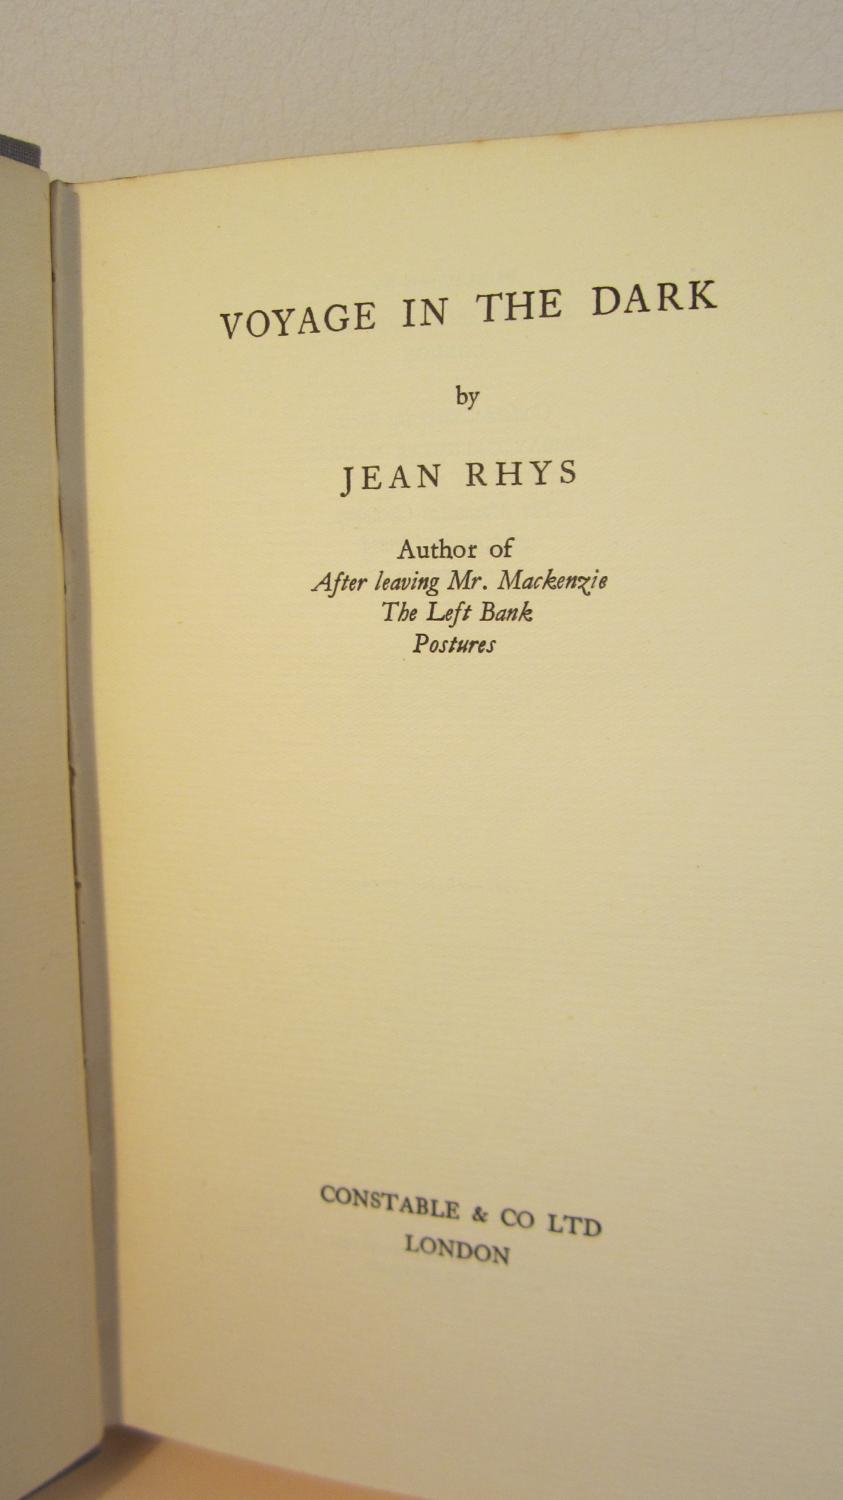 VOYAGE IN THE DARK
by
JEAN RHYS
Author of
After leaving Mr. Mackenzie
The Left Bank
Postures
CONSTABLE & CO LTD
LONDON